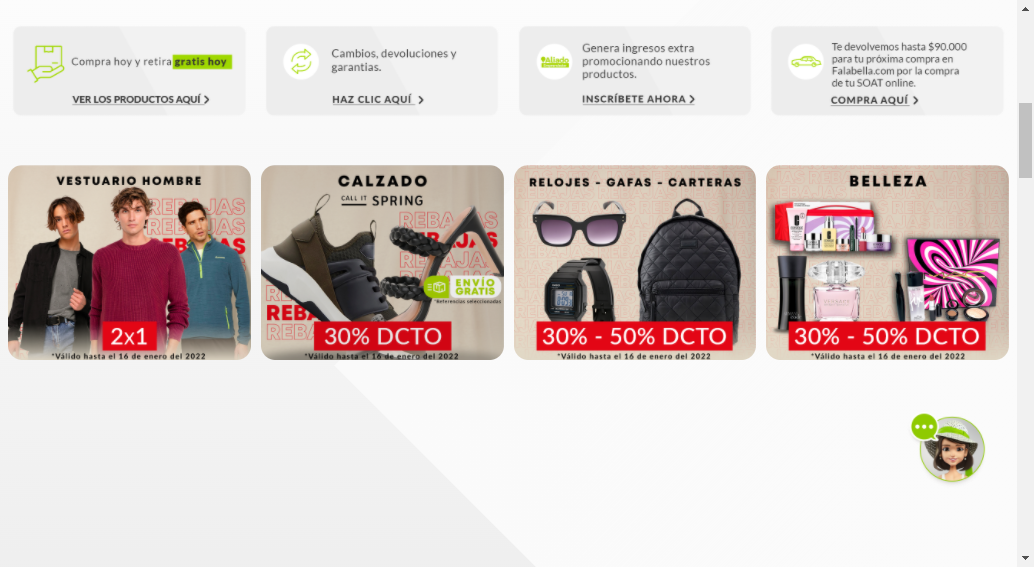 Compra hoy y retira gratis hoy
VER LOS PRODUCTOS AQUÍ
Cambios, devoluciones y
garantias.
HAZ CLIC AQUÍ
Aliado
Genera ingresos extra
promocionando nuestros
productos.
INSCRÍBETE AHORA
Te devolvemos hasta $90.000
para tu próxima compra en
Falabella.com por la compra
de tu SOAT online.
COMPRA AQUÍ
VESTUARIO HOMBRE
REBAJAS
REBAJAS
REBAJAS
2x1
*Válido hasta el 16 de enero del 2022
CALZADO
CALL IT SPRING
REBAJAS
REBAJAS
REBAJA
ENVÍO
GRATIS
*Referencias seleccionadas
30% DCTO
*Válido hasta el 16 de enero del 2022
RELOJES - GAFAS - CARTERAS
30% - 50% DCTO
*Válido hasta el 16 de enero del 2022
BELLEZA
30% - 50% DCTO
*Válido hasta el 16 de enero del 2022